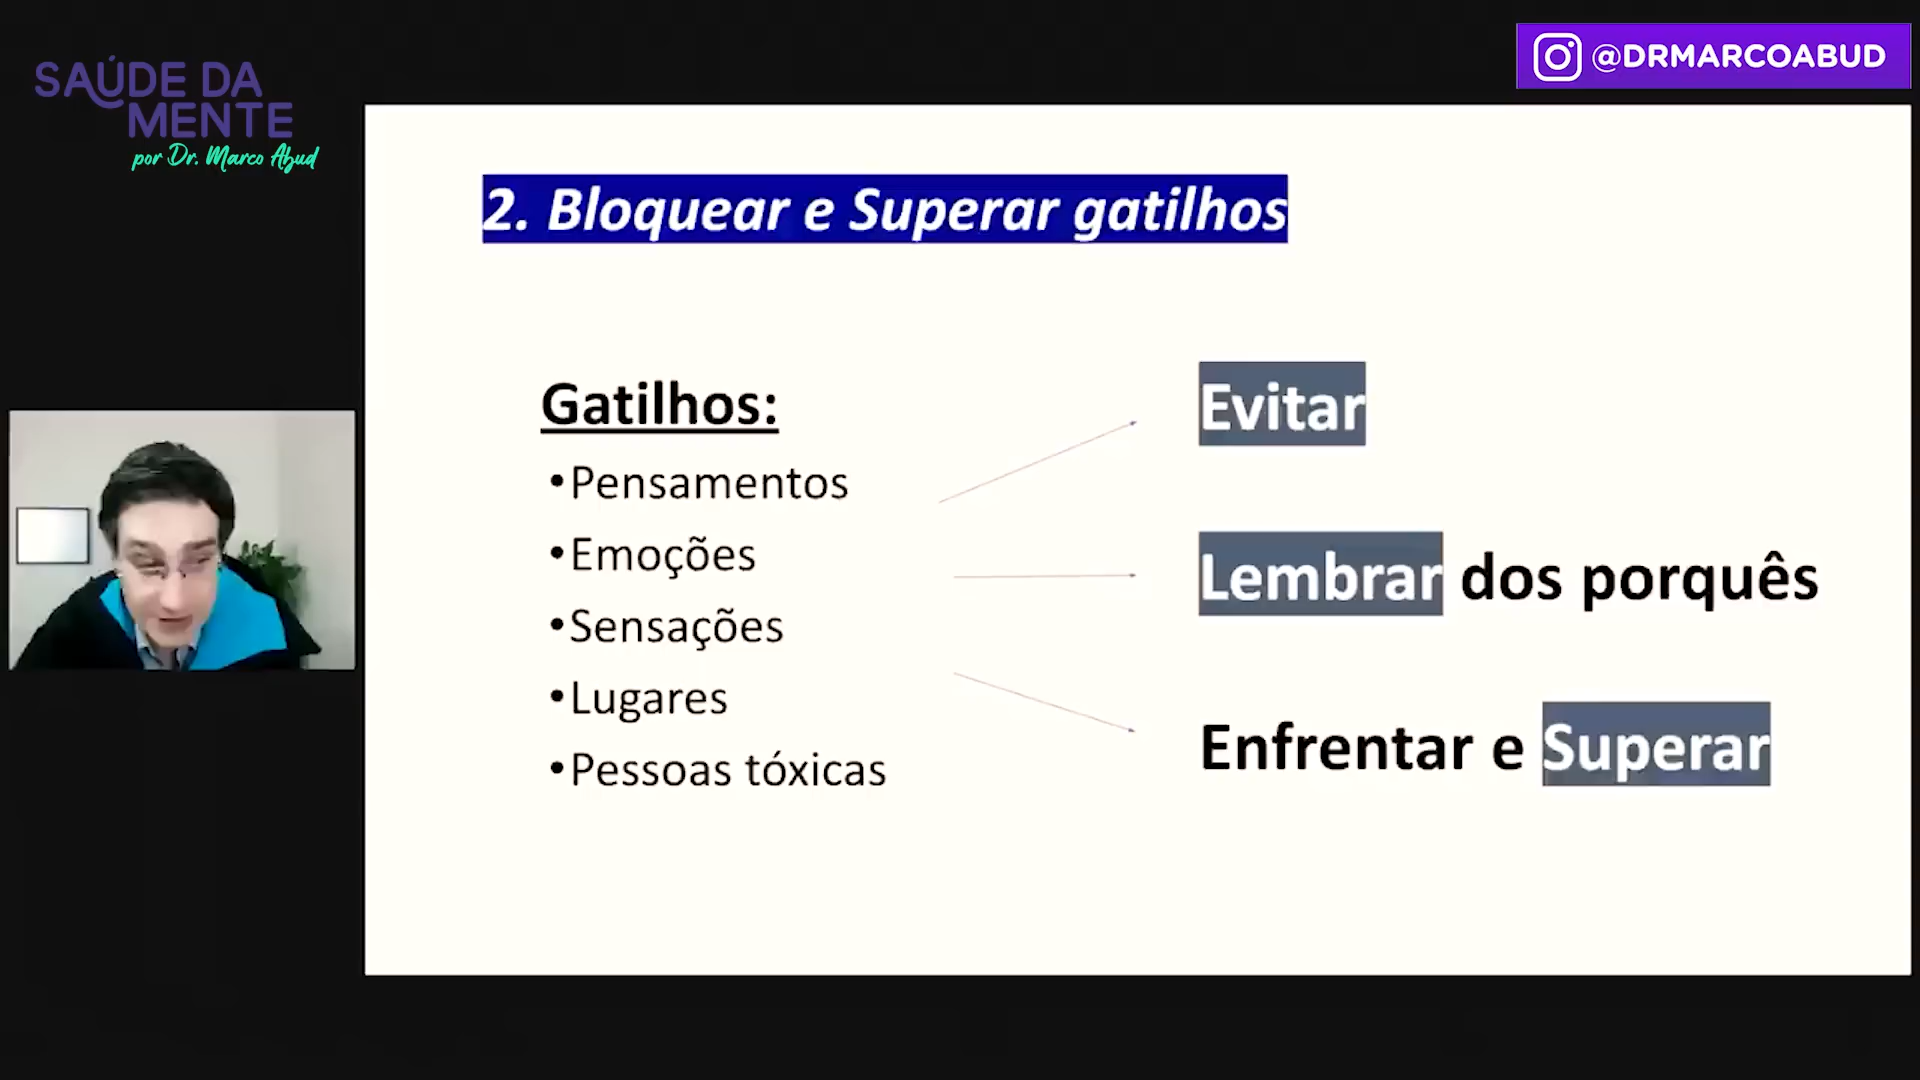 SAÚDE DA
MENTE
por Dr. Marco Abud
@DRMARCOABUD
2. Bloquear e Superar gatilhos
Gatilhos:
•Pensamentos
•Emoções
•Sensações
•Lugares
•Pessoas tóxicas
Evitar
Lembrar dos porquês
Enfrentar e Superar